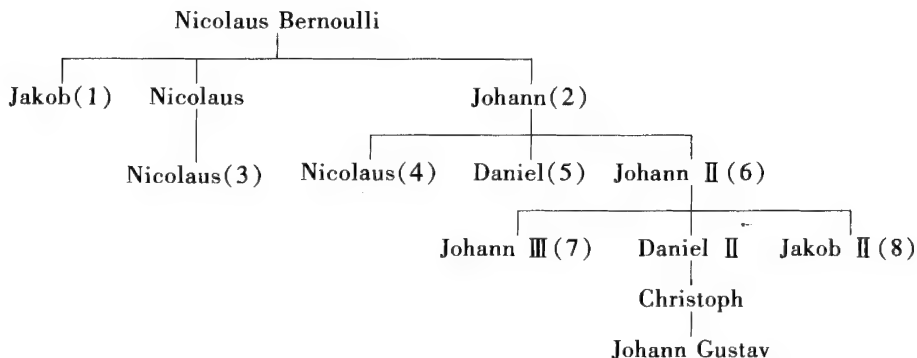 Nicolaus Bernoulli
Jakob(1) Nicolaus Johann(2)
Nicolaus(3) Nicolaus(4) Daniel(5) Johann Ⅱ(6)
Johann Ⅲ(7) Daniel Ⅱ Jakob Ⅱ(8)
Christoph
Johann Gustav